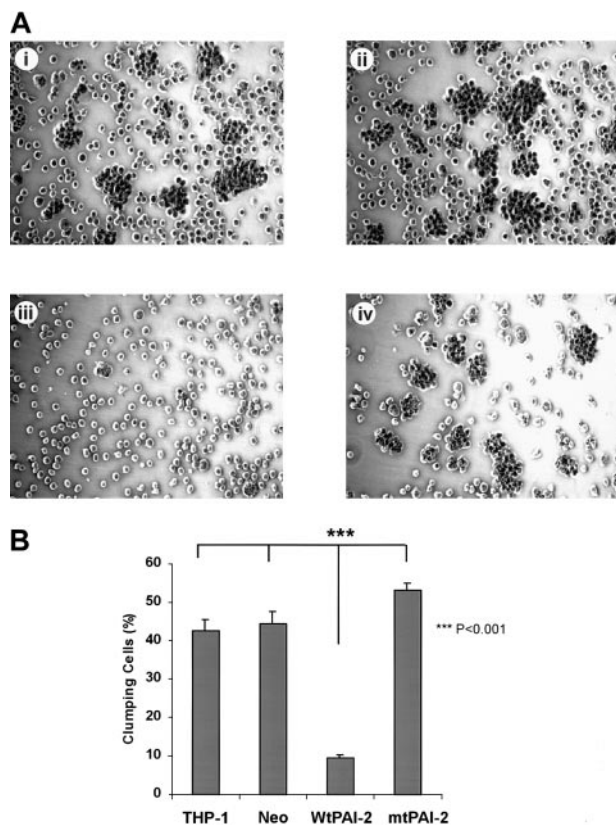 A
i
ii
iii
iv
B
***
60
50
40
30
20
10
0
Clumping Cells (%)
*** P<0.001
THP-1 Neo WtPAI-2 mtPAI-2